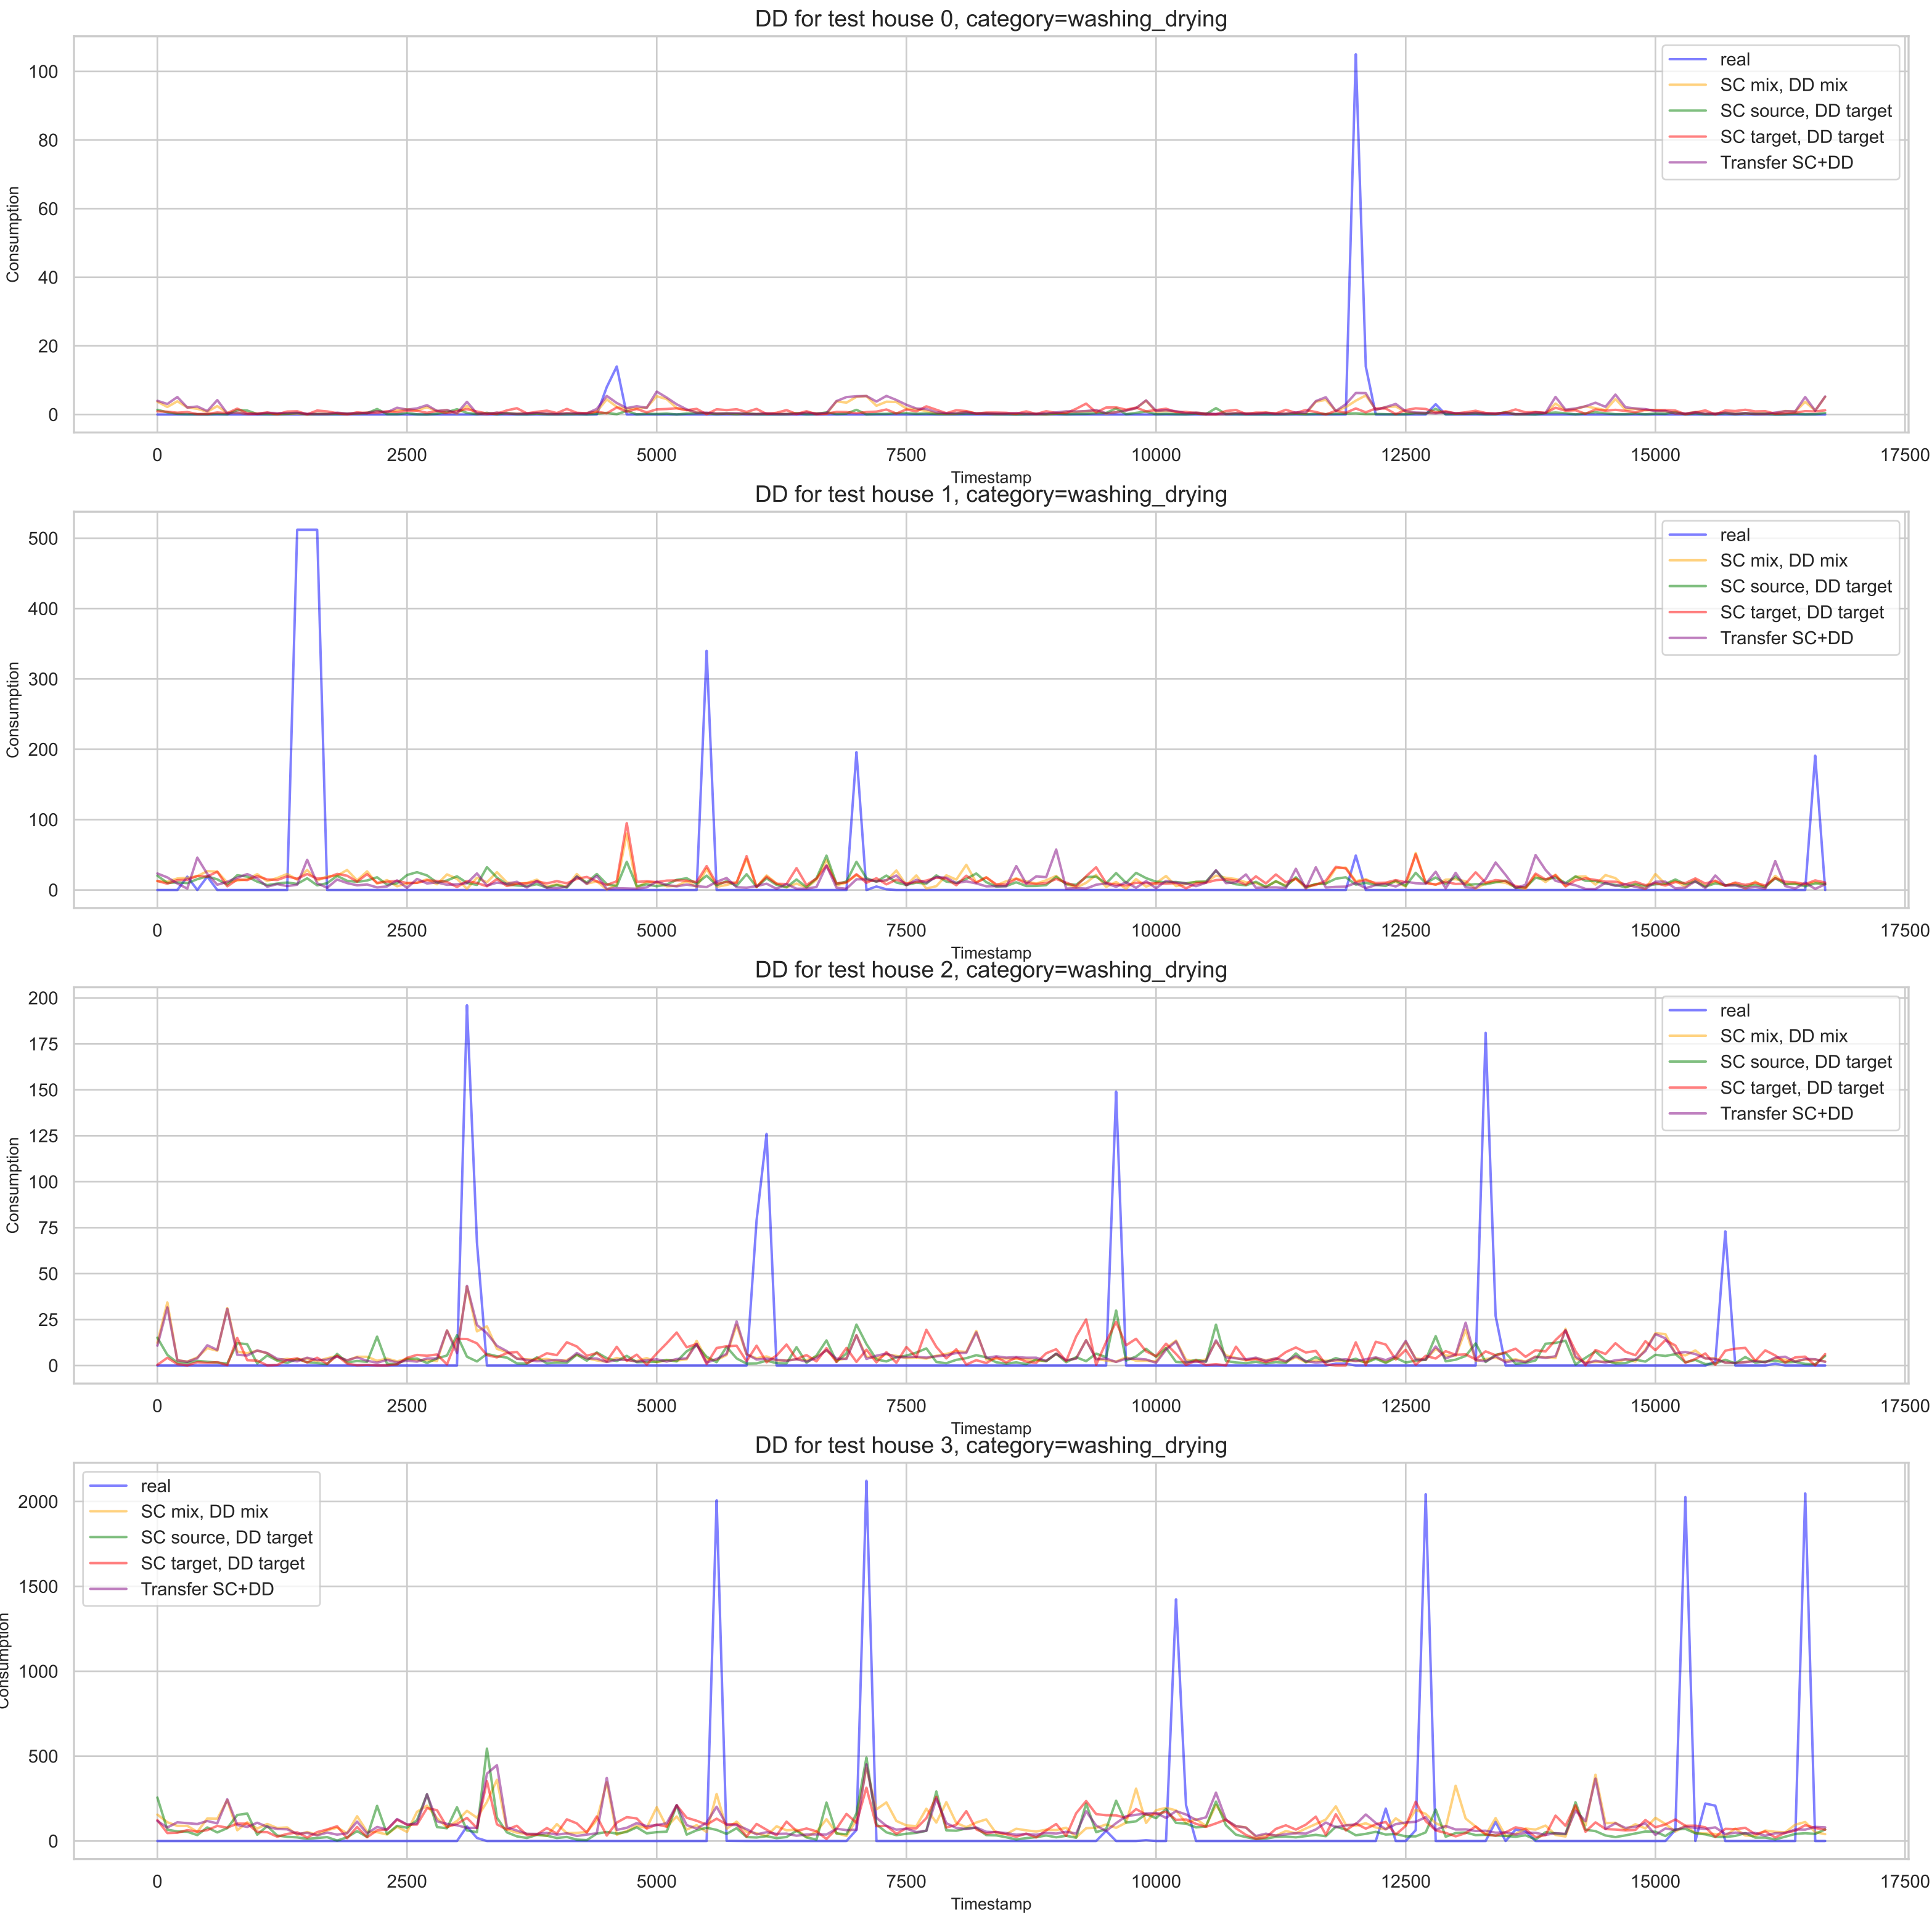 DD for test house 0, category=washing_drying
100
80
60
40
20
0
Consumption
real
SC mix, DD mix
SC source, DD target
SC target, DD target
Transfer SC+DD
0 2500 5000 7500 10000 12500 15000 17500
Timestamp
DD for test house 1, category=washing_drying
500
400
300
200
100
0
Consumption
real
SC mix, DD mix
SC source, DD target
SC target, DD target
Transfer SC+DD
0 2500 5000 7500 10000 12500 15000 17500
Timestamp
DD for test house 2, category=washing_drying
200
175
150
125
100
75
50
25
0
Consumption
real
SC mix, DD mix
SC source, DD target
SC target, DD target
Transfer SC+DD
0 2500 5000 7500 10000 12500 15000 17500
Timestamp
DD for test house 3, category=washing_drying
2000
1500
1000
500
0
Consumption
real
SC mix, DD mix
SC source, DD target
SC target, DD target
Transfer SC+DD
0 2500 5000 7500 10000 12500 15000 17500
Timestamp